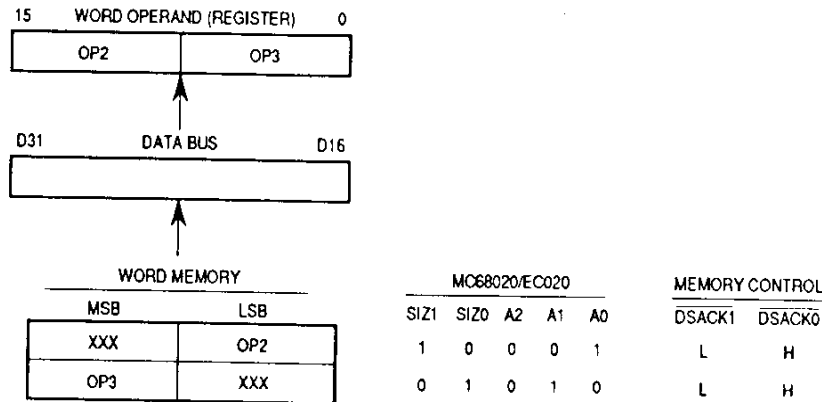 15 WORD OPERAND (REGISTER) 0
OP2 OP3
D31 DATA BUS D16
WORD MEMORY
MSB LSB
XXX OP2
OP3 XXX
MC68020/EC020
SIZ1 SIZ0 A2 A1 A0
1 0 0 0 1
0 1 0 1 0
MEMORY CONTROL
DSACK1 DSACK0
L H
L H